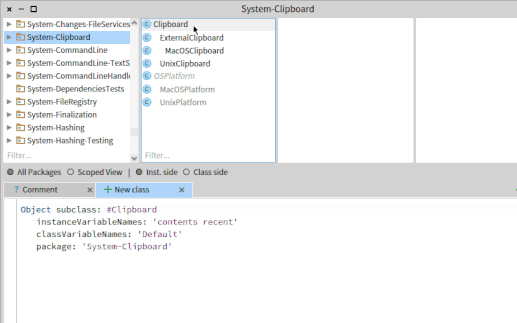 System-Clipboard
System-Changes-FileServices
System-Clipboard
System-CommandLine
System-CommandLine-TextS
System-CommandLineHandle
System-DependenciesTests
System-FileRegistry
System-Finalization
System-Hashing
System-Hashing-Testing
Filter...
Clipboard
ExternalClipboard
MacOSClipboard
UnixClipboard
OSPlatform
MacOSPlatform
UnixPlatform
Filter...
All Packages Scoped View | Inst. side Class side
? Comment × + New class ×
Object subclass: #Clipboard
instanceVariableNames: 'contents recent'
classVariableNames: 'Default'
package: 'System-Clipboard'